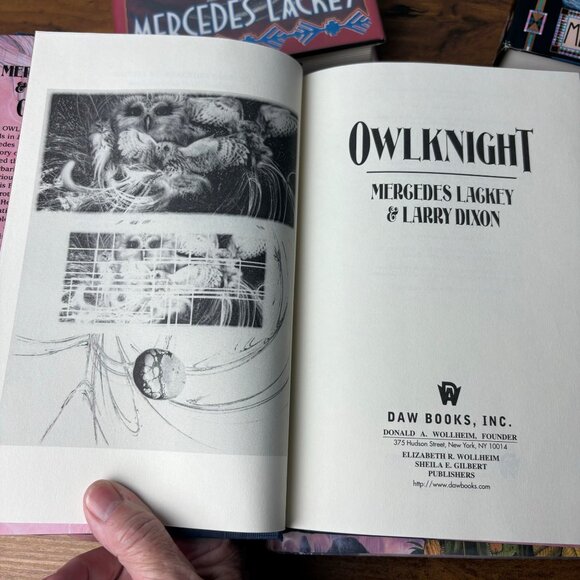 MERCEDES LACKEY
OWLKNIGHT
MERCEDES LACKEY
& LARRY DIXON
DAW BOOKS, INC.
DONALD A. WOLLHEIM, FOUNDER
375 Hudson Street, New York, NY 10014
ELIZABETH R. WOLLHEIM
SHEILA E. GILBERT
PUBLISHERS
http://www.dawbooks.com